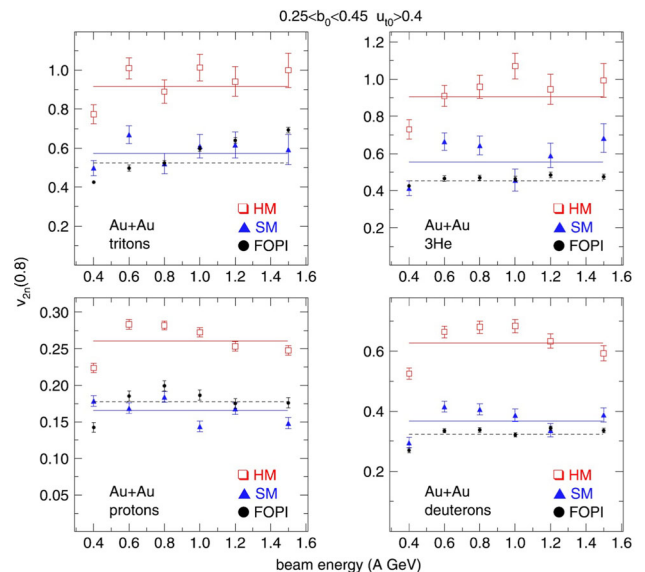 0.25<b₀<0.45 uₜ₀>0.4
v₂ₙ(0.8)
1.0
0.8
0.6
0.4
0.2
Au+Au
tritons
HM
SM
FOPI
0.4 0.6 0.8 1.0 1.2 1.4 1.6
1.2
1.0
0.8
0.6
0.4
0.2
Au+Au
3He
HM
SM
FOPI
0.4 0.6 0.8 1.0 1.2 1.4 1.6
0.30
0.25
0.20
0.15
0.10
0.05
Au+Au
protons
HM
SM
FOPI
0.4 0.6 0.8 1.0 1.2 1.4 1.6
0.6
0.4
0.2
Au+Au
deuterons
HM
SM
FOPI
0.4 0.6 0.8 1.0 1.2 1.4 1.6
beam energy (A GeV)